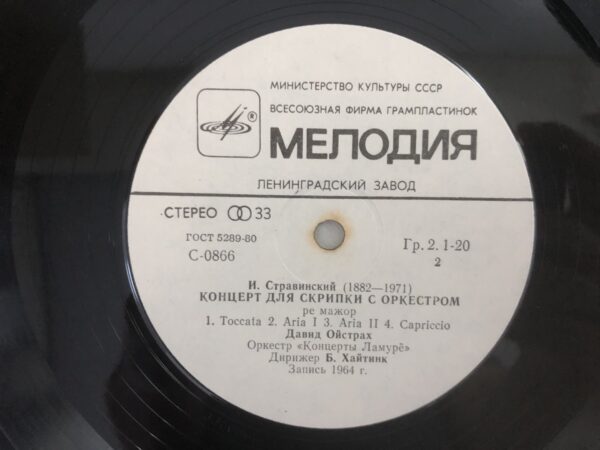 МИНИСТЕРСТВО КУЛЬТУРЫ СССР
ВСЕСОЮЗНАЯ ФИРМА ГРАМПЛАСТИНОК
®
МЕЛОДИЯ
ЛЕНИНГРАДСКИЙ ЗАВОД
СТЕРЕО 33
ГОСТ 5289-80
С-0866
Гр. 2. 1-20
2
И. Стравинский (1882—1971)
КОНЦЕРТ ДЛЯ СКРИПКИ С ОРКЕСТРОМ
ре мажор
1. Toccata 2. Aria I 3. Aria II 4. Capriccio
Давид Ойстрах
Оркестр «Концерты Ламурё»
Дирижер Б. Хайтинк
Запись 1964 г.